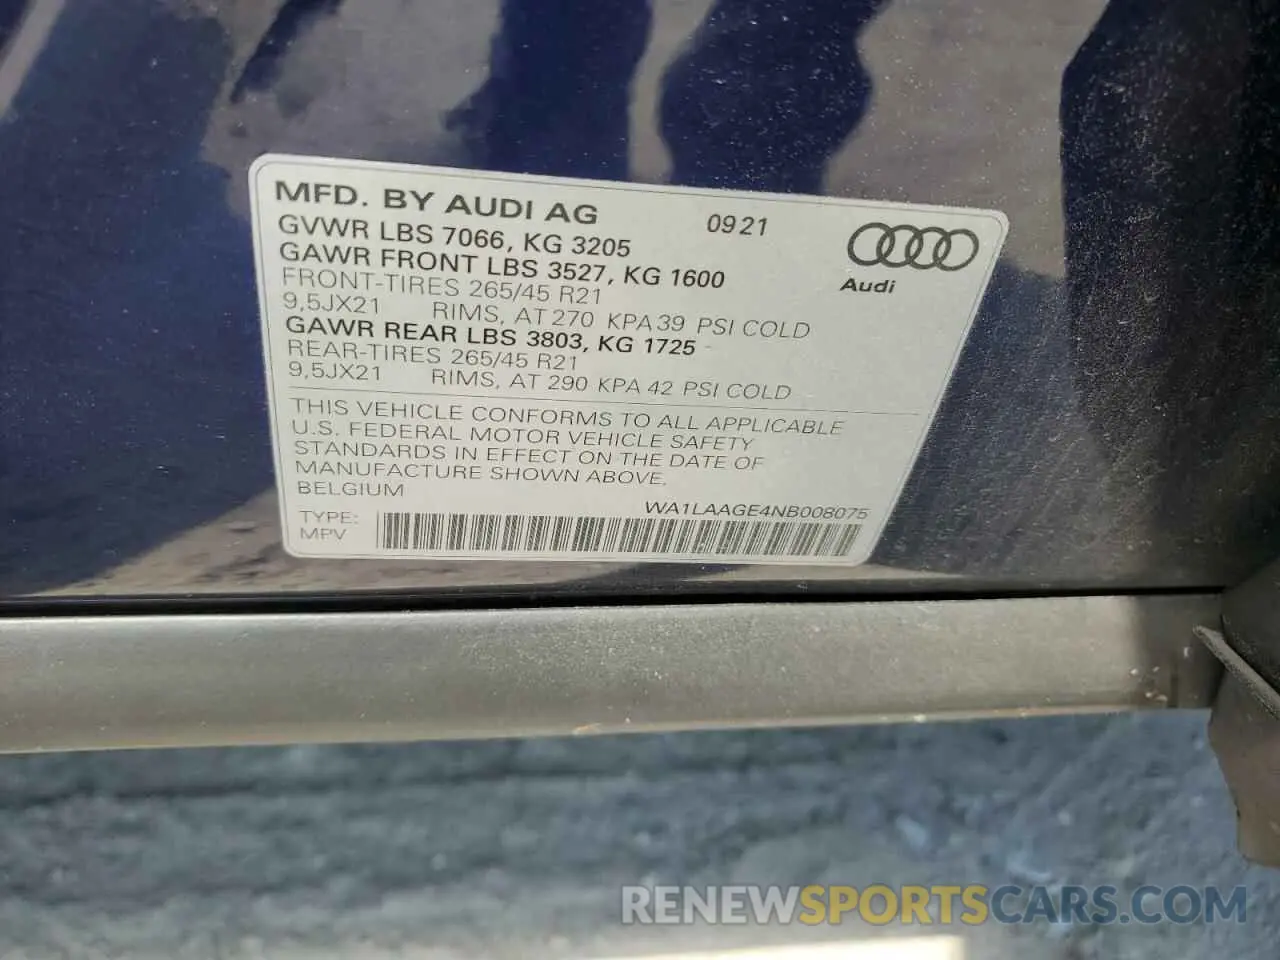 MFD. BY AUDI AG 09 21
GVWR LBS 7066, KG 3205
GAWR FRONT LBS 3527, KG 1600
FRONT-TIRES 265/45 R21
9,5JX21 RIMS, AT 270 KPA 39 PSI COLD
GAWR REAR LBS 3803, KG 1725
REAR-TIRES 265/45 R21
9,5JX21 RIMS, AT 290 KPA 42 PSI COLD
Audi
THIS VEHICLE CONFORMS TO ALL APPLICABLE
U.S. FEDERAL MOTOR VEHICLE SAFETY
STANDARDS IN EFFECT ON THE DATE OF
MANUFACTURE SHOWN ABOVE.
BELGIUM
WA1LAAGE4NB008075
TYPE:
MPV
RENEWSPORTSCARS.COM